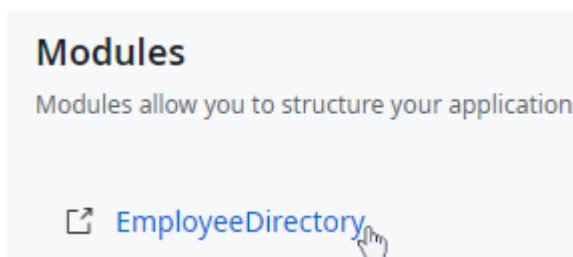 Modules
Modules allow you to structure your application
EmployeeDirectory